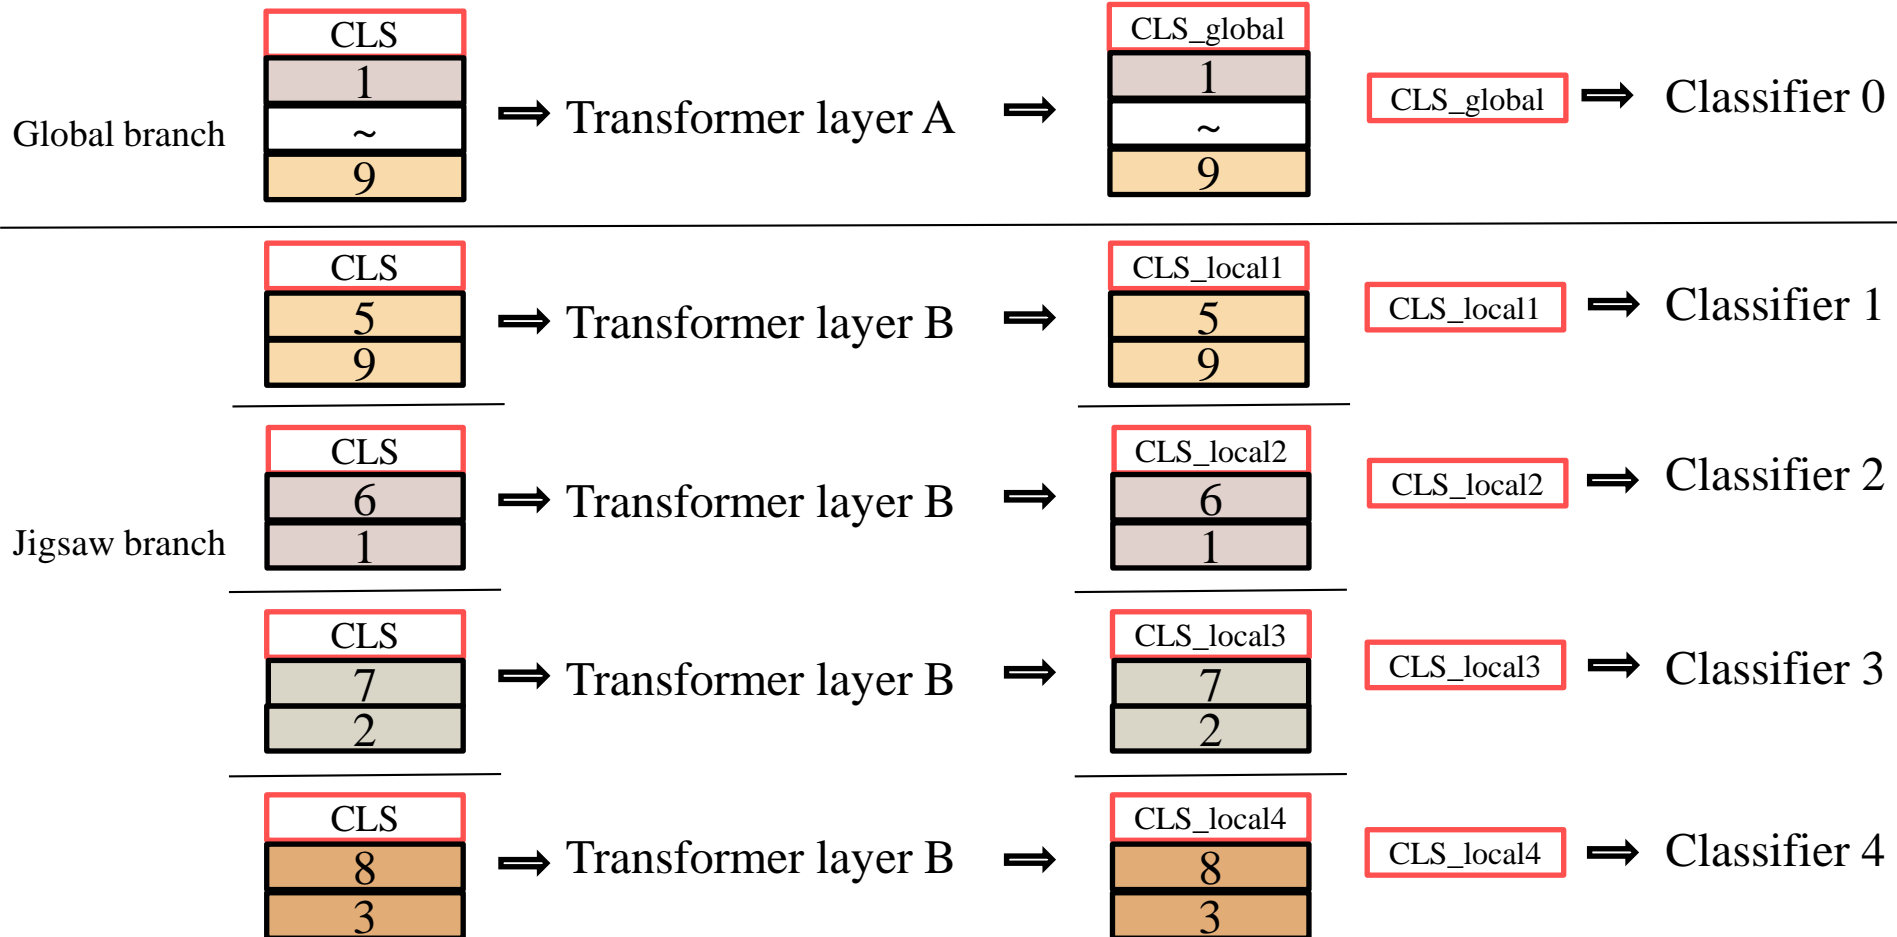 CLS
1
~
9
Global branch
Transformer layer A
CLS_global
1
~
9
CLS_global
Classifier 0
Jigsaw branch
CLS
5
9
Transformer layer B
CLS_local1
5
9
CLS_local1
Classifier 1
CLS
6
1
Transformer layer B
CLS_local2
6
1
CLS_local2
Classifier 2
CLS
7
2
Transformer layer B
CLS_local3
7
2
CLS_local3
Classifier 3
CLS
8
3
Transformer layer B
CLS_local4
8
3
CLS_local4
Classifier 4